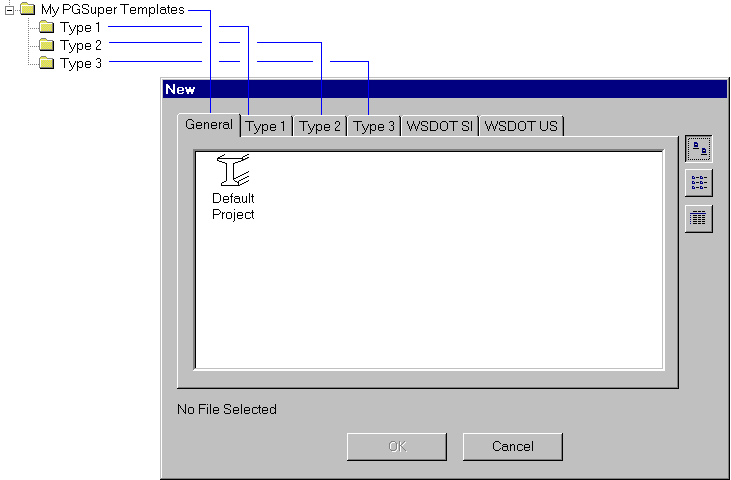 My PGSuper Templates
Type 1
Type 2
Type 3
New
General Type 1 Type 2 Type 3 WSDOT SI WSDOT US
Default
Project
No File Selected
OK Cancel